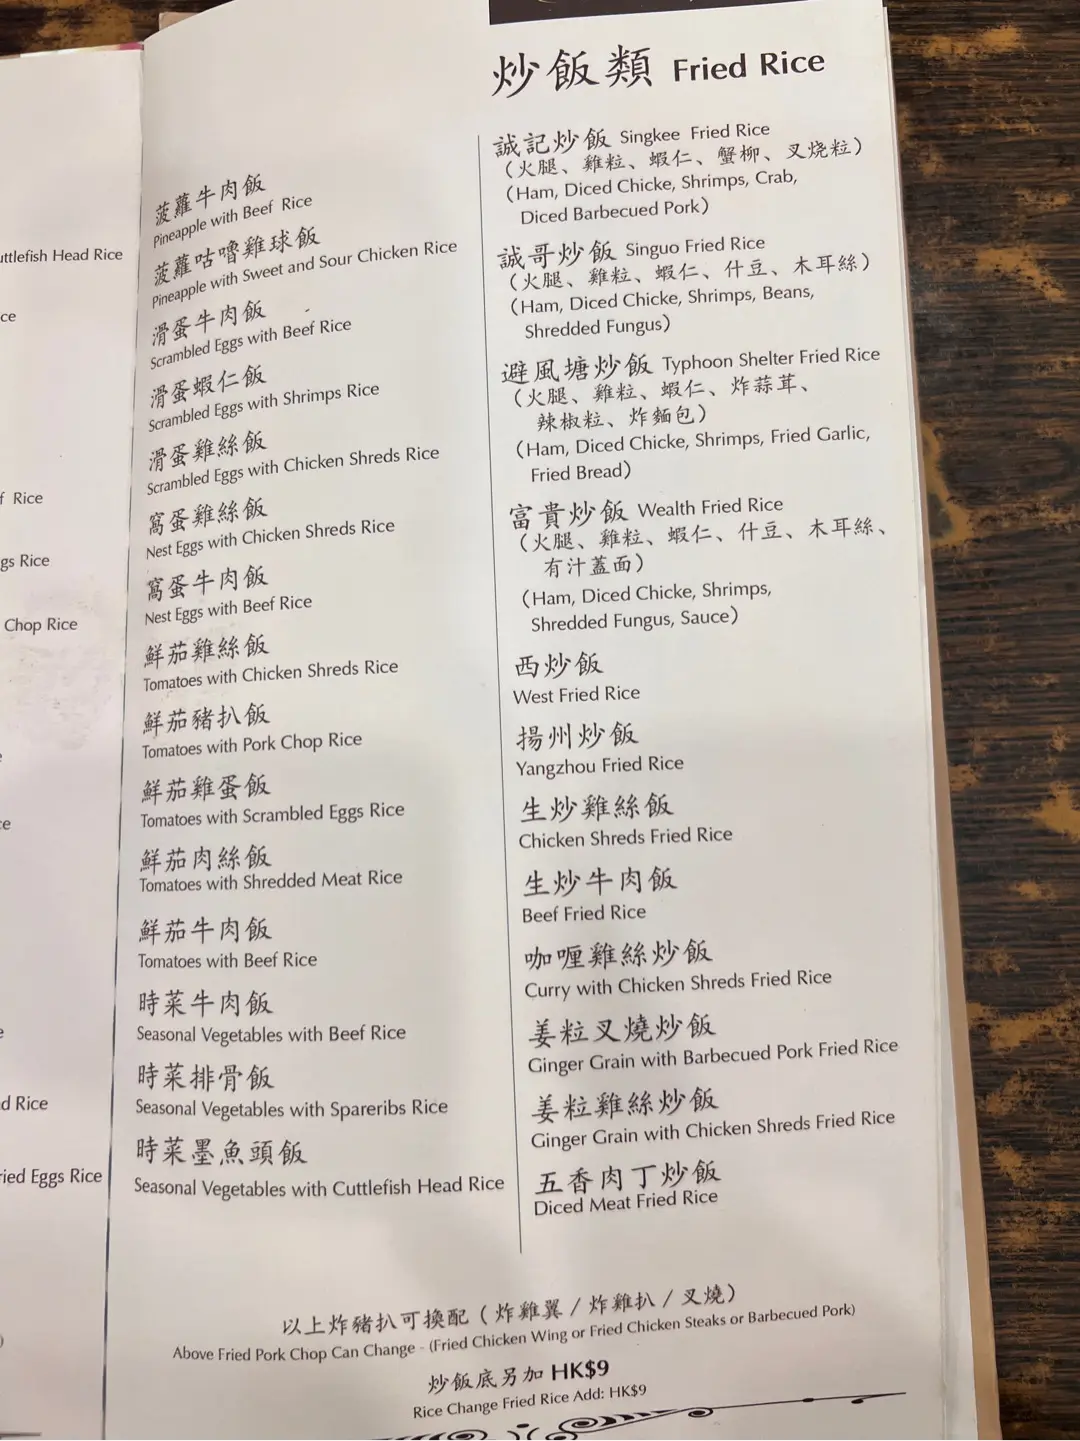 uttlefish Head Rice
ce
f Rice
gs Rice
Chop Rice
ce
d Rice
ried Eggs Rice
菠蘿牛肉飯
Pineapple with Beef Rice
菠蘿咕嚕雞球飯
Pineapple with Sweet and Sour Chicken Rice
滑蛋牛肉飯
Scrambled Eggs with Beef Rice
滑蛋蝦仁飯
Scrambled Eggs with Shrimps Rice
滑蛋雞絲飯
Scrambled Eggs with Chicken Shreds Rice
窩蛋雞絲飯
Nest Eggs with Chicken Shreds Rice
窩蛋牛肉飯
Nest Eggs with Beef Rice
鮮茄雞絲飯
Tomatoes with Chicken Shreds Rice
鮮茄豬扒飯
Tomatoes with Pork Chop Rice
鮮茄雞蛋飯
Tomatoes with Scrambled Eggs Rice
鮮茄肉絲飯
Tomatoes with Shredded Meat Rice
鮮茄牛肉飯
Tomatoes with Beef Rice
時菜牛肉飯
Seasonal Vegetables with Beef Rice
時菜排骨飯
Seasonal Vegetables with Spareribs Rice
時菜墨魚頭飯
Seasonal Vegetables with Cuttlefish Head Rice
炒飯類 Fried Rice
誠記炒飯 Singkee Fried Rice
（火腿、雞粒、蝦仁、蟹柳、叉烧粒）
(Ham, Diced Chicke, Shrimps, Crab,
Diced Barbecued Pork)
誠哥炒飯 Singuo Fried Rice
（火腿、雞粒、蝦仁、什豆、木耳絲）
(Ham, Diced Chicke, Shrimps, Beans,
Shredded Fungus)
避風塘炒飯 Typhoon Shelter Fried Rice
（火腿、雞粒、蝦仁、炸蒜茸、
辣椒粒、炸麵包）
(Ham, Diced Chicke, Shrimps, Fried Garlic,
Fried Bread)
富貴炒飯 Wealth Fried Rice
（火腿、雞粒、蝦仁、什豆、木耳絲、
有汁蓋面）
(Ham, Diced Chicke, Shrimps,
Shredded Fungus, Sauce)
西炒飯
West Fried Rice
揚州炒飯
Yangzhou Fried Rice
生炒雞絲飯
Chicken Shreds Fried Rice
生炒牛肉飯
Beef Fried Rice
咖喱雞絲炒飯
Curry with Chicken Shreds Fried Rice
姜粒叉燒炒飯
Ginger Grain with Barbecued Pork Fried Rice
姜粒雞絲炒飯
Ginger Grain with Chicken Shreds Fried Rice
五香肉丁炒飯
Diced Meat Fried Rice
以上炸豬扒可換配（炸雞翼 / 炸雞扒 / 叉燒）
Above Fried Pork Chop Can Change - (Fried Chicken Wing or Fried Chicken Steaks or Barbecued Pork)
炒飯底另加 HK$9
Rice Change Fried Rice Add: HK$9